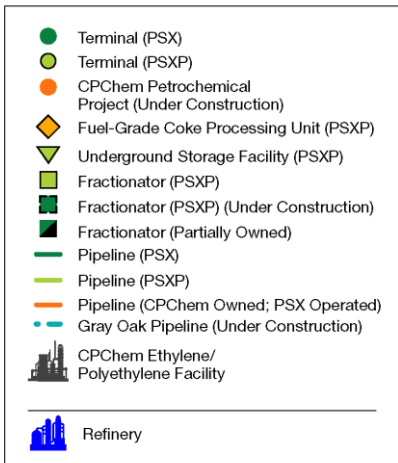 Terminal (PSX)
Terminal (PSXP)
CPChem Petrochemical
Project (Under Construction)
Fuel-Grade Coke Processing Unit (PSXP)
Underground Storage Facility (PSXP)
Fractionator (PSXP)
Fractionator (PSXP) (Under Construction)
Fractionator (Partially Owned)
Pipeline (PSX)
Pipeline (PSXP)
Pipeline (CPChem Owned; PSX Operated)
Gray Oak Pipeline (Under Construction)
CPChem Ethylene/
Polyethylene Facility
Refinery